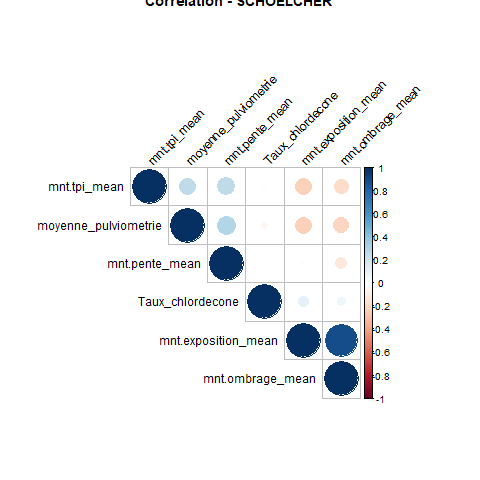 Correlation - SCHOELCHER
mnt.tpi_mean
moyenne_pulviometrie
mnt.pente_mean
Taux_chlordecone
mnt.exposition_mean
mnt.ombrage_mean
mnt.tpi_mean
moyenne_pulviometrie
mnt.pente_mean
Taux_chlordecone
mnt.exposition_mean
mnt.ombrage_mean
1
0.8
0.6
0.4
0.2
0
-0.2
-0.4
-0.6
-0.8
-1